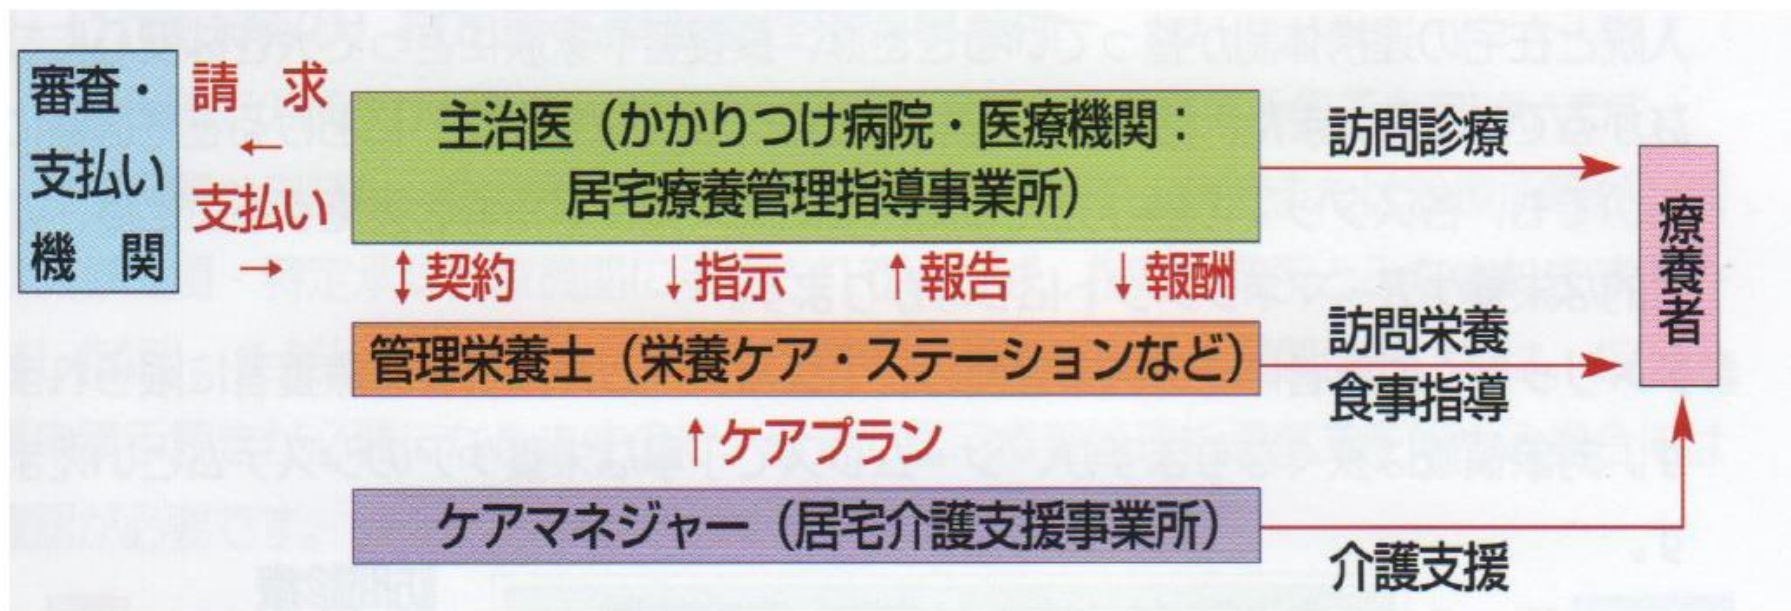 審査・
支払い
機関
請求
←
支払い
→
主治医（かかりつけ病院・医療機関：
居宅療養管理指導事業所）
↕契約 ↓指示 ↑報告 ↓報酬
管理栄養士（栄養ケア・ステーションなど）
↑ケアプラン
ケアマネジャー（居宅介護支援事業所）
訪問診療
訪問栄養
食事指導
介護支援
療養者